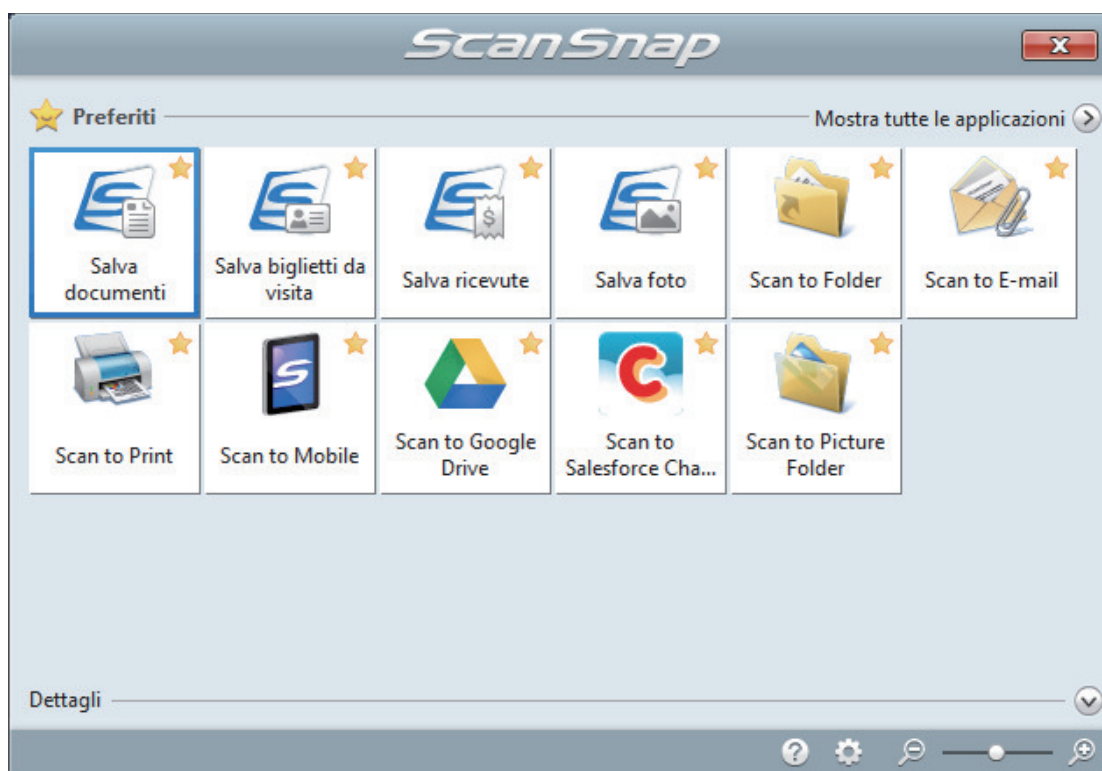 ScanSnap
Preferiti
Mostra tutte le applicazioni
Salva
documenti
Salva biglietti da
visita
Salva ricevute
Salva foto
Scan to Folder
Scan to E-mail
Scan to Print
Scan to Mobile
Scan to Google
Drive
Scan to
Salesforce Cha...
Scan to Picture
Folder
Dettagli